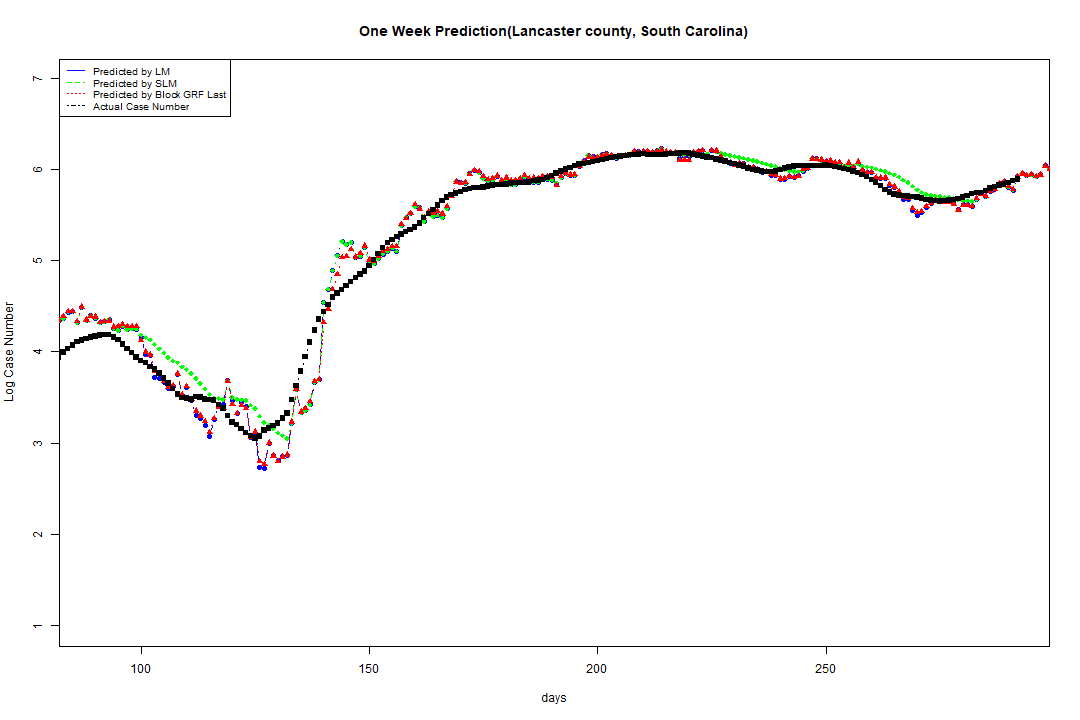 One Week Prediction(Lancaster county, South Carolina)
Predicted by LM
Predicted by SLM
Predicted by Block GRF Last
Actual Case Number
7
6
5
4
3
2
1
Log Case Number
100 150 200 250
days